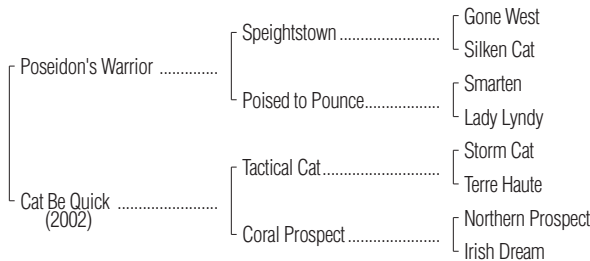 Gone West
Speightstown ....................
Silken Cat
Poseidon's Warrior ............
Smarten
Poised to Pounce...............
Lady Lyndy
Storm Cat
Tactical Cat.......................
Terre Haute
Cat Be Quick .....................
(2002)
Northern Prospect
Coral Prospect..................
Irish Dream